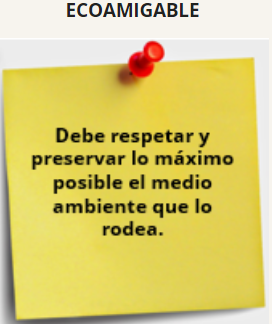 ECOAMIGABLE
Debe respetar y
preservar lo máximo
posible el medio
ambiente que lo
rodea.